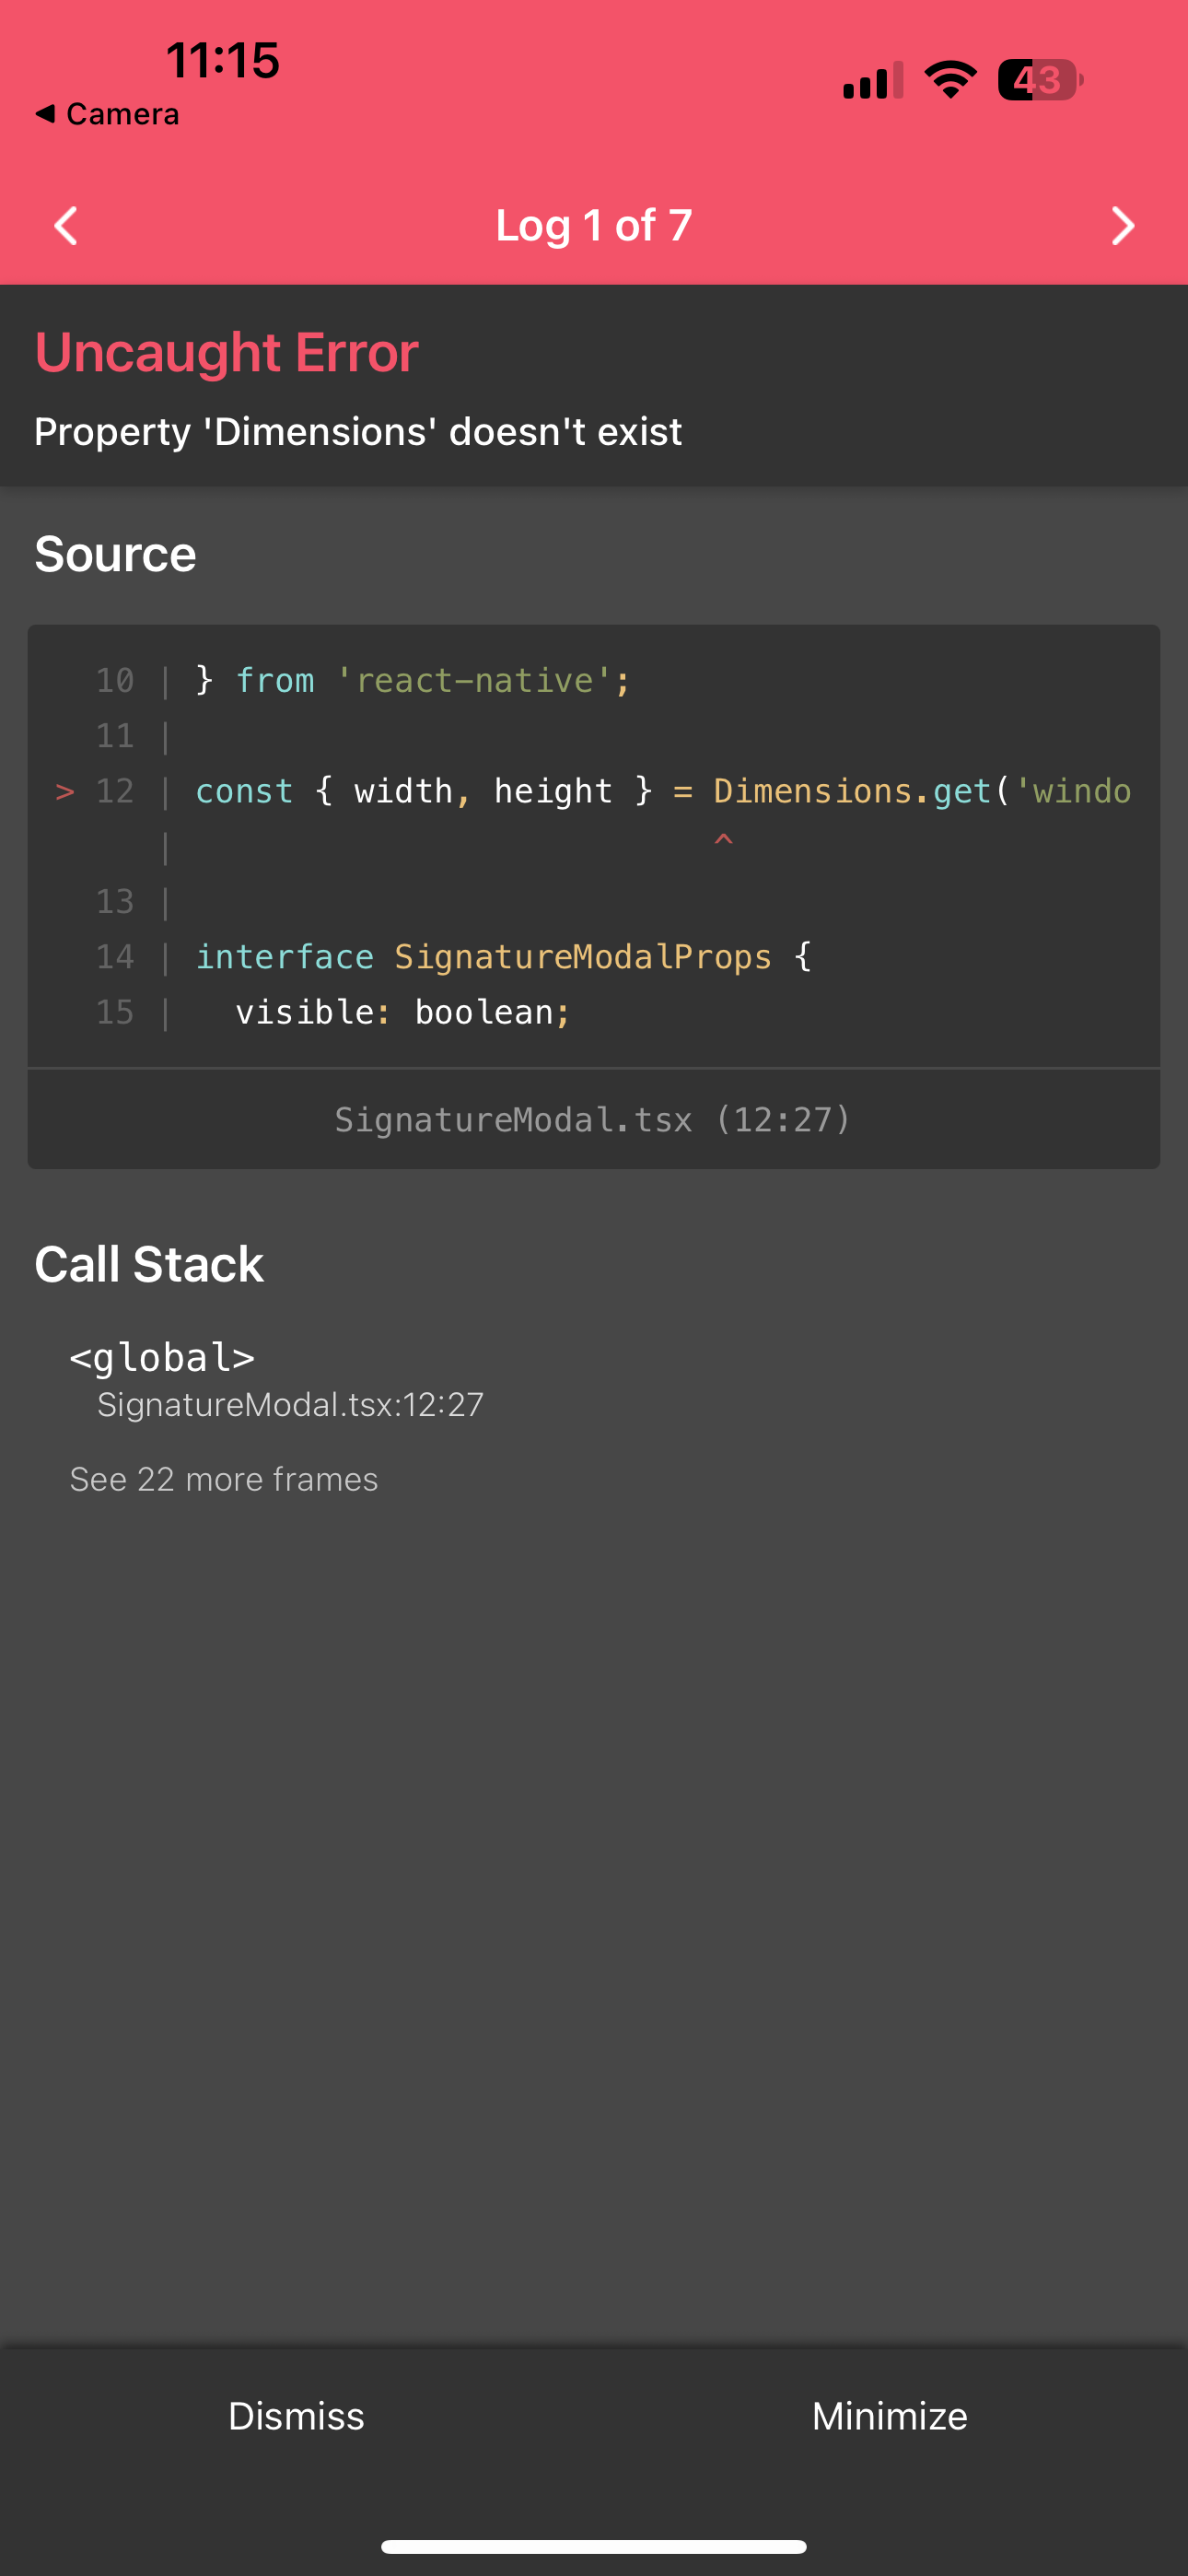 11:15
◀ Camera
43
Log 1 of 7
Uncaught Error
Property 'Dimensions' doesn't exist
Source
10 | } from 'react-native';
11 |
> 12 | const { width, height } = Dimensions.get('windo
| ^
13 |
14 | interface SignatureModalProps {
15 | visible: boolean;
SignatureModal.tsx (12:27)
Call Stack
<global>
SignatureModal.tsx:12:27
See 22 more frames
Dismiss Minimize